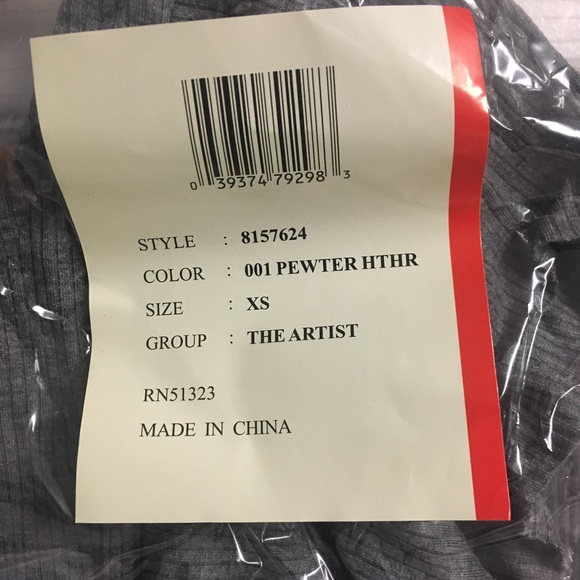 0 39374 79298 3
STYLE : 8157624
COLOR : 001 PEWTER HTHR
SIZE : XS
GROUP : THE ARTIST
RN51323
MADE IN CHINA